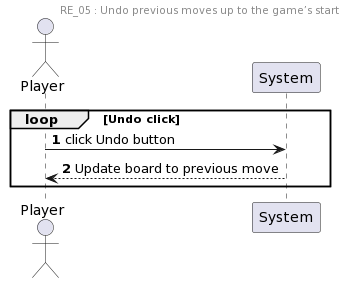 RE_05 : Undo previous moves up to the game's start
Player
System
loop [Undo click]
1 click Undo button
2 Update board to previous move
Player
System